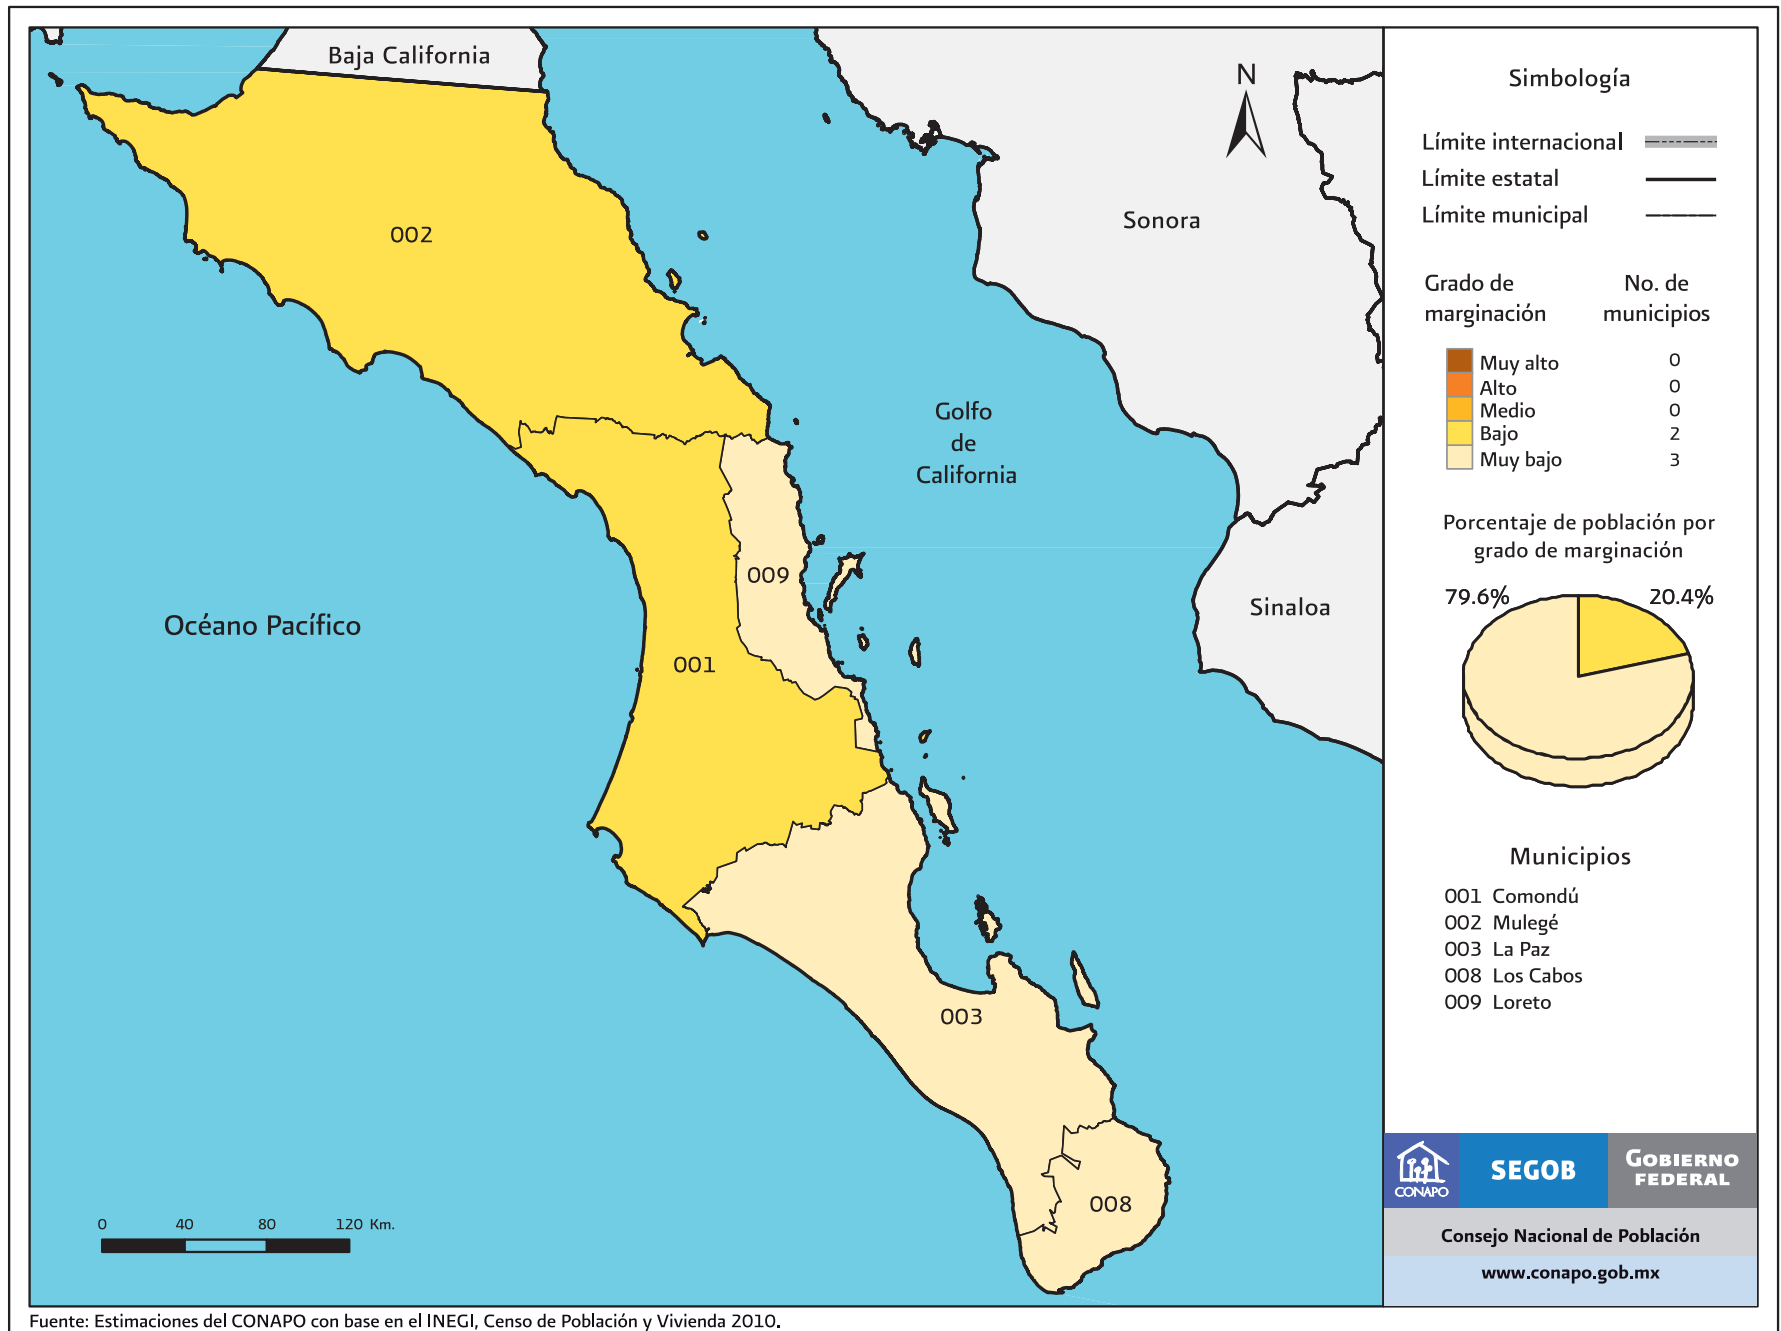 Baja California
N
Sonora
002
Golfo
de
California
009
Sinaloa
Océano Pacífico
001
003
008
0 40 80 120 Km.
Simbología
Límite internacional
Límite estatal
Límite municipal
Grado de marginación No. de municipios
Muy alto 0
Alto 0
Medio 0
Bajo 2
Muy bajo 3
Porcentaje de población por
grado de marginación
79.6% 20.4%
Municipios
001 Comondú
002 Mulegé
003 La Paz
008 Los Cabos
009 Loreto
CONAPO
SEGOB
GOBIERNO
FEDERAL
Consejo Nacional de Población
www.conapo.gob.mx
Fuente: Estimaciones del CONAPO con base en el INEGI, Censo de Población y Vivienda 2010.